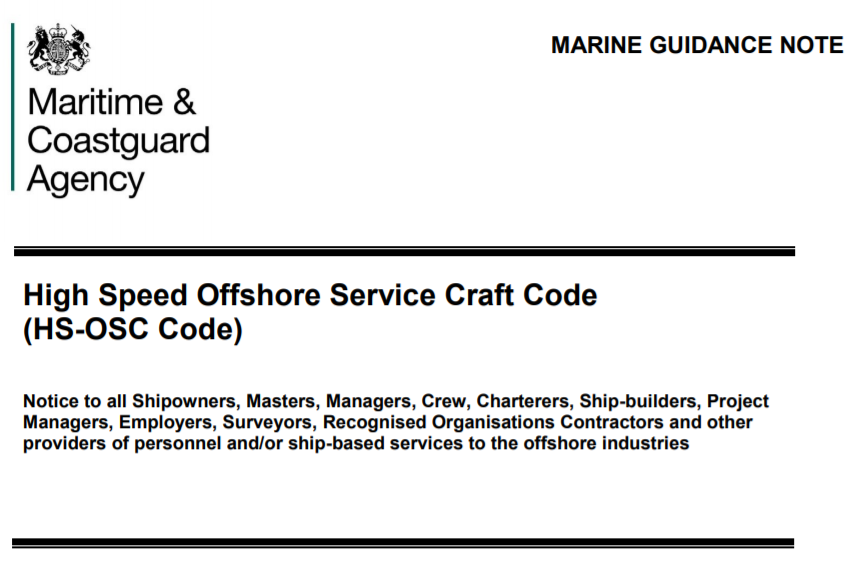 MARINE GUIDANCE NOTE
Maritime &
Coastguard
Agency
High Speed Offshore Service Craft Code
(HS-OSC Code)
Notice to all Shipowners, Masters, Managers, Crew, Charterers, Ship-builders, Project
Managers, Employers, Surveyors, Recognised Organisations Contractors and other
providers of personnel and/or ship-based services to the offshore industries